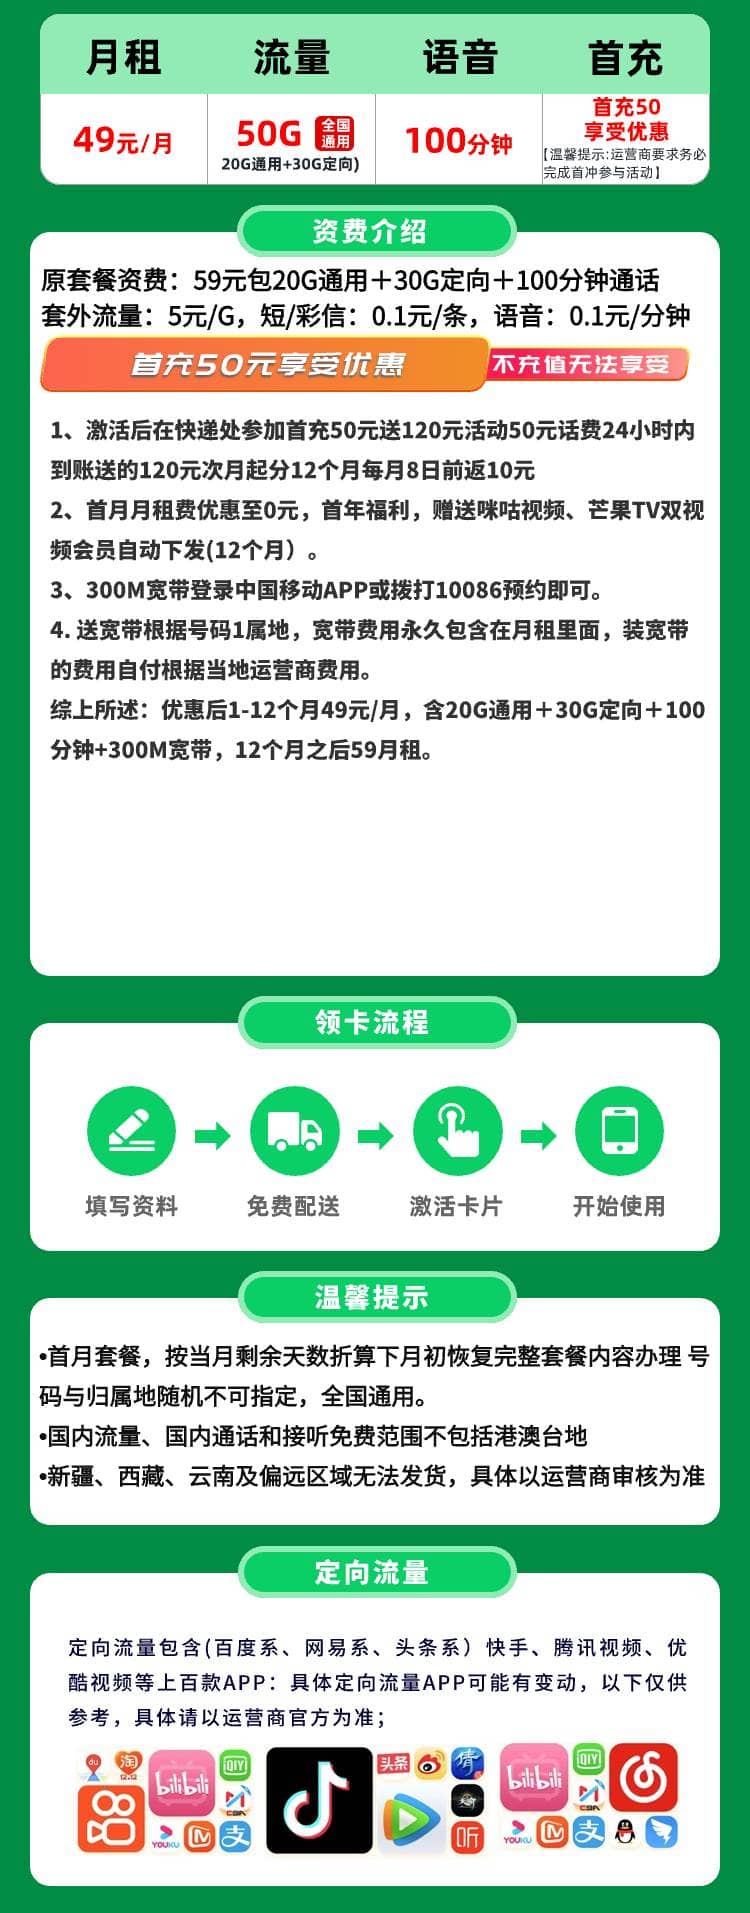 月租 流量 语音 首充
49元/月 50G 全国通用 100分钟 首充50
享受优惠
20G通用+30G定向)
【温馨提示:运营商要求务必
完成首冲参与活动】
资费介绍
原套餐资费：59元包20G通用＋30G定向＋100分钟通话
套外流量：5元/G，短/彩信：0.1元/条，语音：0.1元/分钟
首充50元享受优惠 不充值无法享受
1、激活后在快递处参加首充50元送120元活动50元话费24小时内
到账送的120元次月起分12个月每月8日前返10元
2、首月月租费优惠至0元，首年福利，赠送咪咕视频、芒果TV双视
频会员自动下发(12个月）。
3、300M宽带登录中国移动APP或拨打10086预约即可。
4. 送宽带根据号码1属地，宽带费用永久包含在月租里面，装宽带
的费用自付根据当地运营商费用。
综上所述：优惠后1-12个月49元/月，含20G通用＋30G定向＋100
分钟+300M宽带，12个月之后59月租。
领卡流程
填写资料 免费配送 激活卡片 开始使用
温馨提示
•首月套餐，按当月剩余天数折算下月初恢复完整套餐内容办理 号
码与归属地随机不可指定，全国通用。
•国内流量、国内通话和接听免费范围不包括港澳台地
•新疆、西藏、云南及偏远区域无法发货，具体以运营商审核为准
定向流量
定向流量包含(百度系、网易系、头条系）快手、腾讯视频、优
酷视频等上百款APP：具体定向流量APP可能有变动，以下仅供
参考，具体请以运营商官方为准；
du 淘 12.12 bilibili QIY CBA YOUKU 支 头条 倩 听 bilibili QIY CBA YOUKU 支